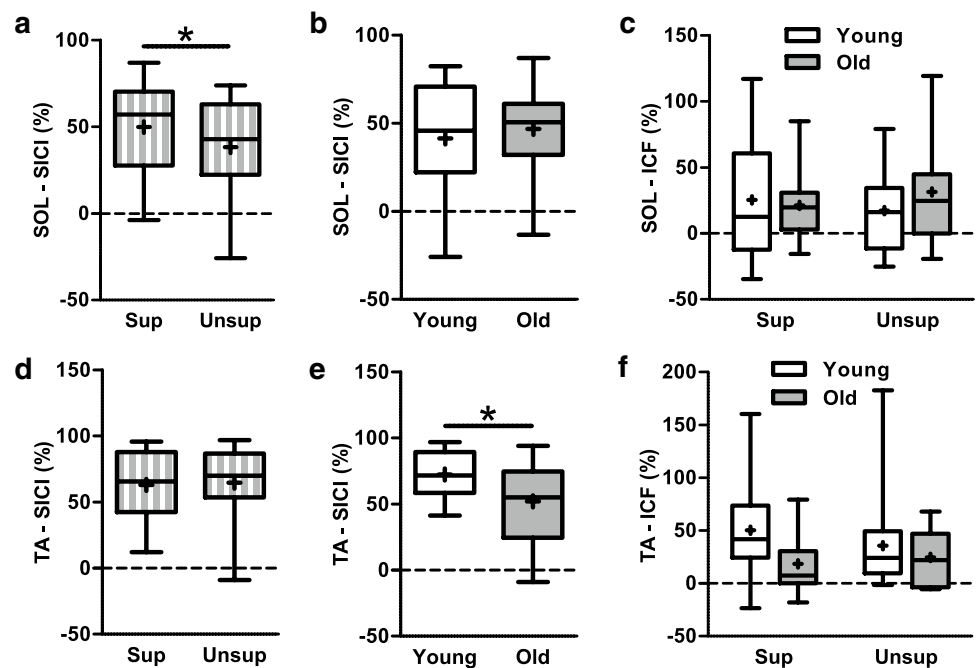 a
SOL - SICI (%)
100
50
0
-50
*
Sup Unsup
b
SOL - SICI (%)
100
50
0
-50
Young Old
c
SOL - ICF (%)
150
100
50
0
-50
Young
Old
Sup Unsup
d
TA - SICI (%)
150
100
50
0
-50
Sup Unsup
e
TA - SICI (%)
150
100
50
0
-50
*
Young Old
f
TA - ICF (%)
200
150
100
50
0
-50
Young
Old
Sup Unsup